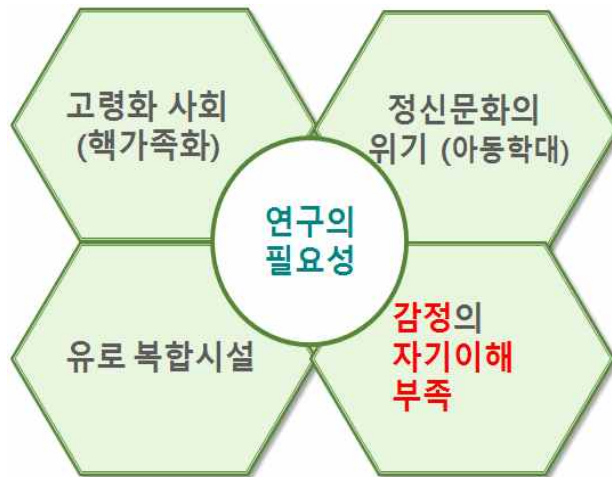 고령화 사회
(핵가족화)
정신문화의
위기 (아동학대)
연구의
필요성
유로 복합시설
감정의
자기이해
부족